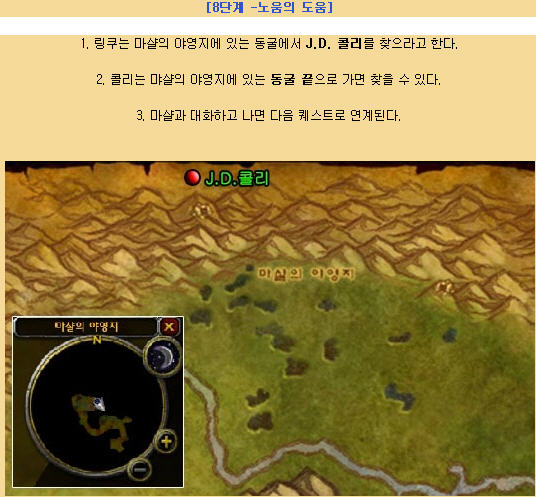 [8단계 -노움의 도움]
1. 링쿠는 마샬의 야영지에 있는 동굴에서 J.D. 콜리를 찾으라고 한다.
2. 콜리는 먀샬의 야영지에 있는 동굴 끝으로 가면 찾을 수 있다.
3. 마샬과 대화하고 나면 다음 퀘스트로 연계된다.
J.D.콜리
마샬의 야영지
마샬의 야영지
N